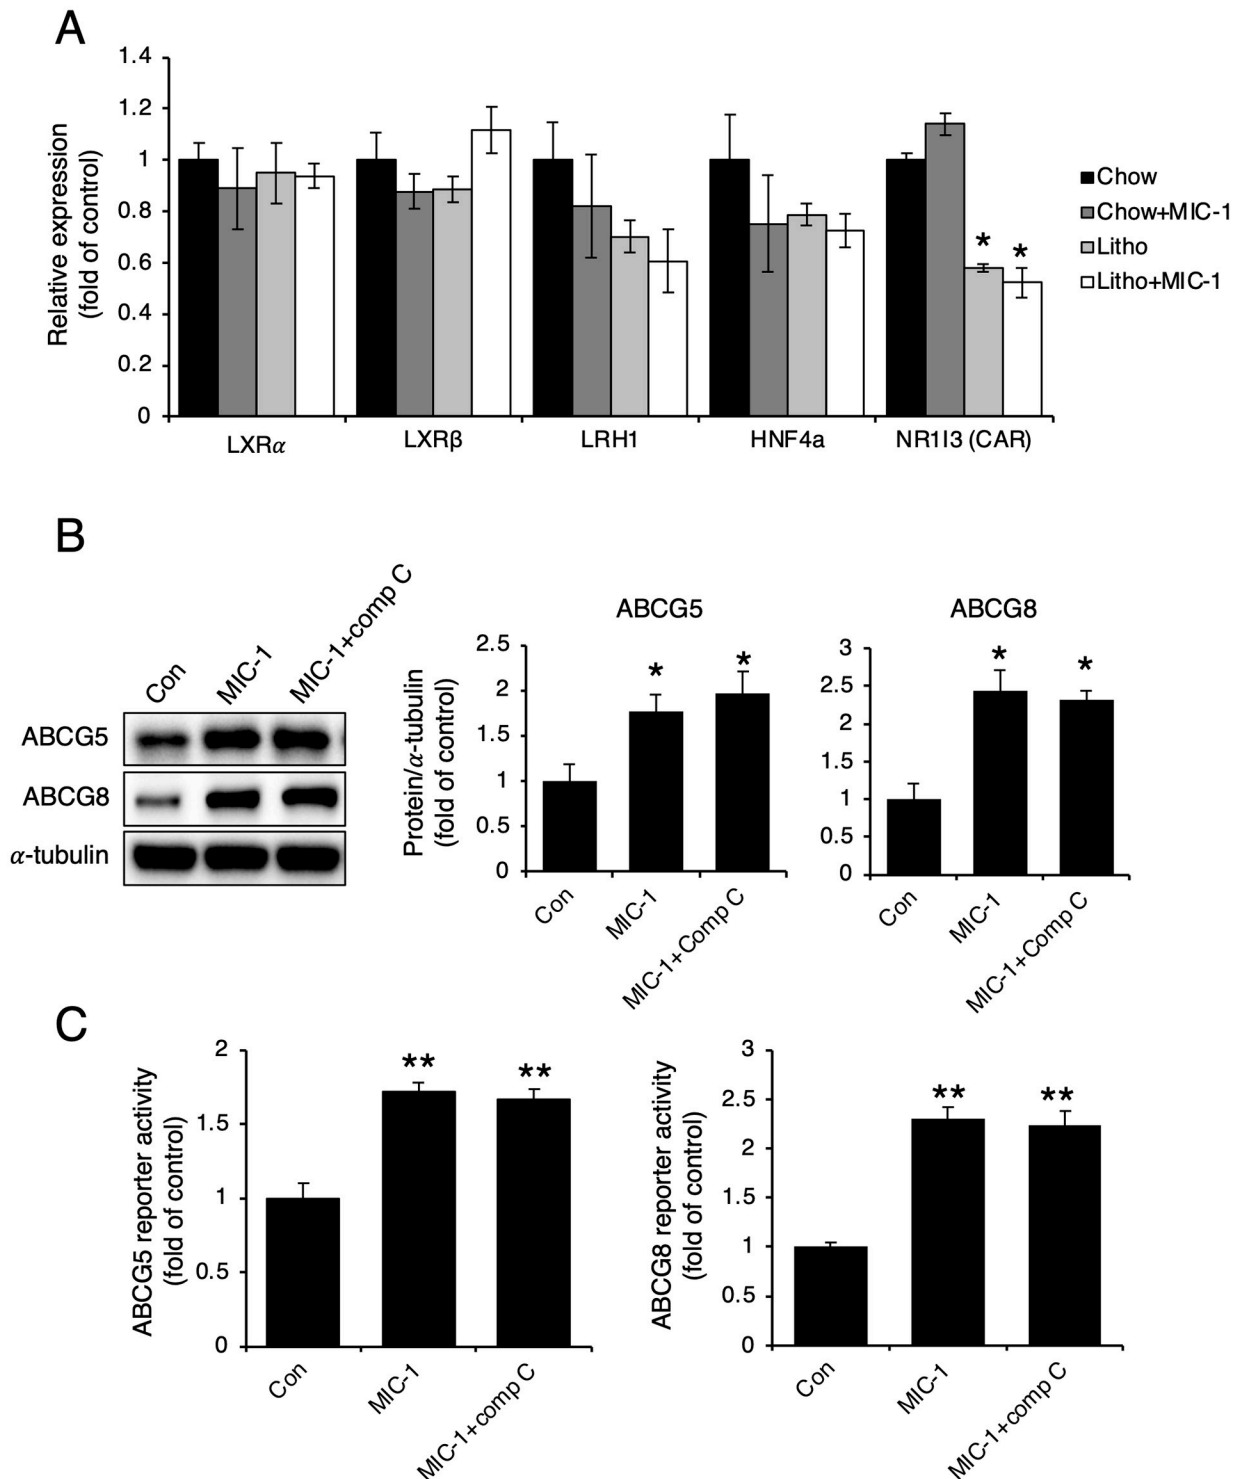 A
1.4
1.2
1
0.8
0.6
0.4
0.2
0
Relative expression
(fold of control)
* *
Chow
Chow+MIC-1
Litho
Litho+MIC-1
LXRα
LXRβ
LRH1
HNF4a
NR1I3 (CAR)
B
Con
MIC-1
MIC-1+comp C
ABCG5
ABCG8
α-tubulin
ABCG5
Protein/α-tubulin
(fold of control)
2.5
2
1.5
1
0.5
0
* *
Con
MIC-1
MIC-1+Comp C
ABCG8
3
2.5
2
1.5
1
0.5
0
* *
Con
MIC-1
MIC-1+Comp C
C
ABCG5 reporter activity
(fold of control)
2
1.5
1
0.5
0
** **
Con
MIC-1
MIC-1+comp C
ABCG8 reporter activity
(fold of control)
3
2.5
2
1.5
1
0.5
0
** **
Con
MIC-1
MIC-1+comp C